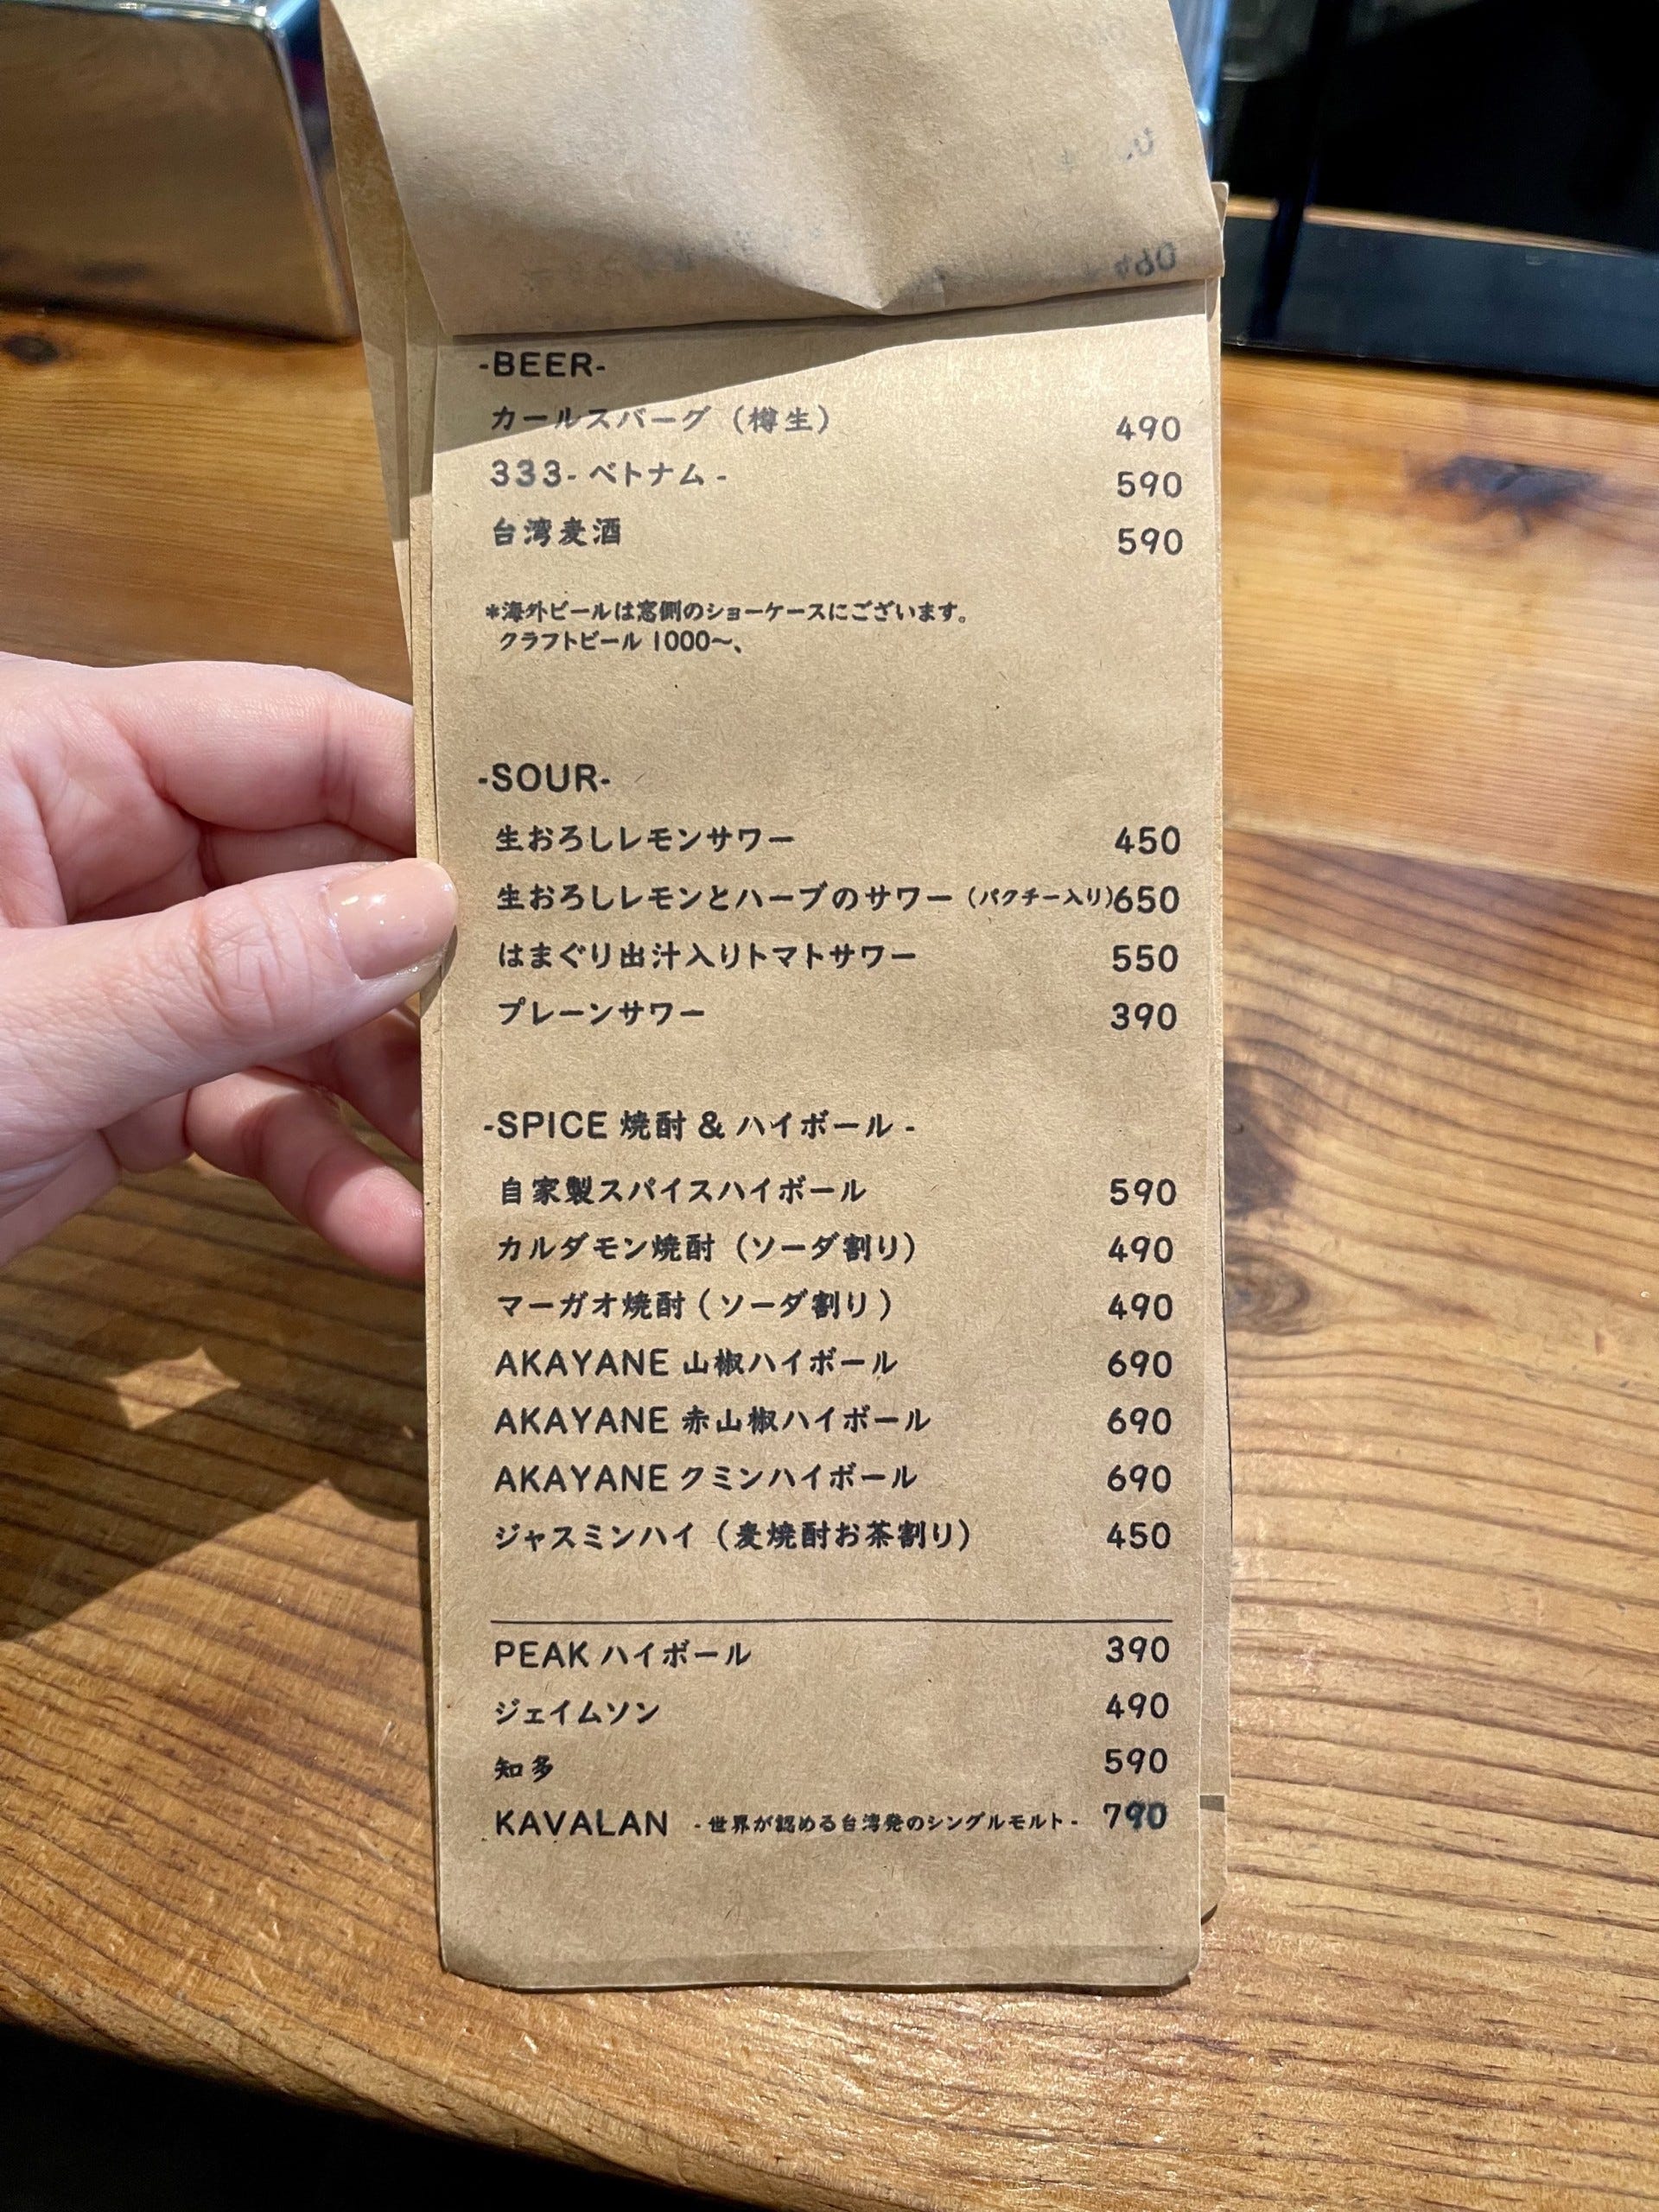 -BEER-
カールスバーグ（樽生） 490
333- ベトナム - 590
台湾麦酒 590
*海外ビールは窓側のショーケースにございます。
クラフトビール 1000〜、
-SOUR-
生おろしレモンサワー 450
生おろしレモンとハーブのサワー（パクチー入り） 650
はまぐり出汁入りトマトサワー 550
プレーンサワー 390
-SPICE 焼酎 & ハイボール -
自家製スパイスハイボール 590
カルダモン焼酎（ソーダ割り） 490
マーガオ焼酎（ソーダ割り） 490
AKAYANE 山椒ハイボール 690
AKAYANE 赤山椒ハイボール 690
AKAYANE クミンハイボール 690
ジャスミンハイ（麦焼酎お茶割り） 450
PEAK ハイボール 390
ジェイムソン 490
知多 590
KAVALAN -世界が認める台湾発のシングルモルト- 790